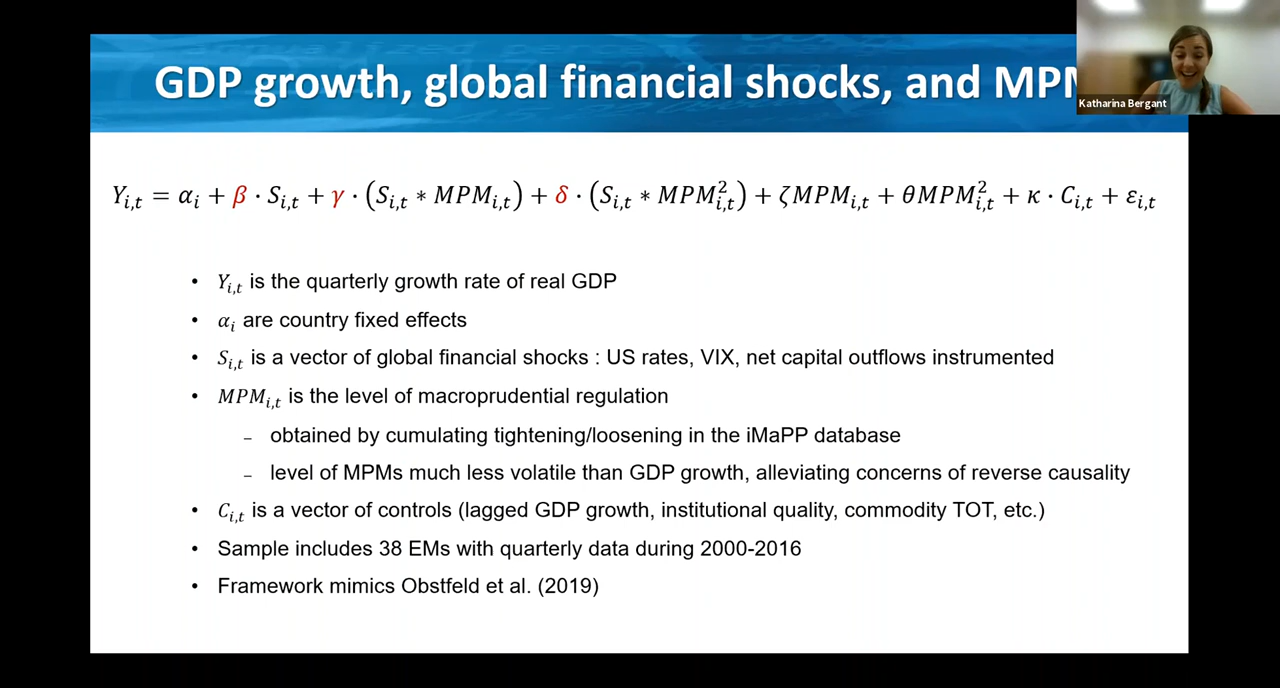 GDP growth, global financial shocks, and MPM
Katharina Bergant
Y_{i,t} = α_i + β · S_{i,t} + γ · (S_{i,t} * MPM_{i,t}) + δ · (S_{i,t} * MPM²_{i,t}) + ζMPM_{i,t} + θMPM²_{i,t} + κ · C_{i,t} + ε_{i,t}
• Y_{i,t} is the quarterly growth rate of real GDP
• α_i are country fixed effects
• S_{i,t} is a vector of global financial shocks : US rates, VIX, net capital outflows instrumented
• MPM_{i,t} is the level of macroprudential regulation
– obtained by cumulating tightening/loosening in the iMaPP database
– level of MPMs much less volatile than GDP growth, alleviating concerns of reverse causality
• C_{i,t} is a vector of controls (lagged GDP growth, institutional quality, commodity TOT, etc.)
• Sample includes 38 EMs with quarterly data during 2000-2016
• Framework mimics Obstfeld et al. (2019)